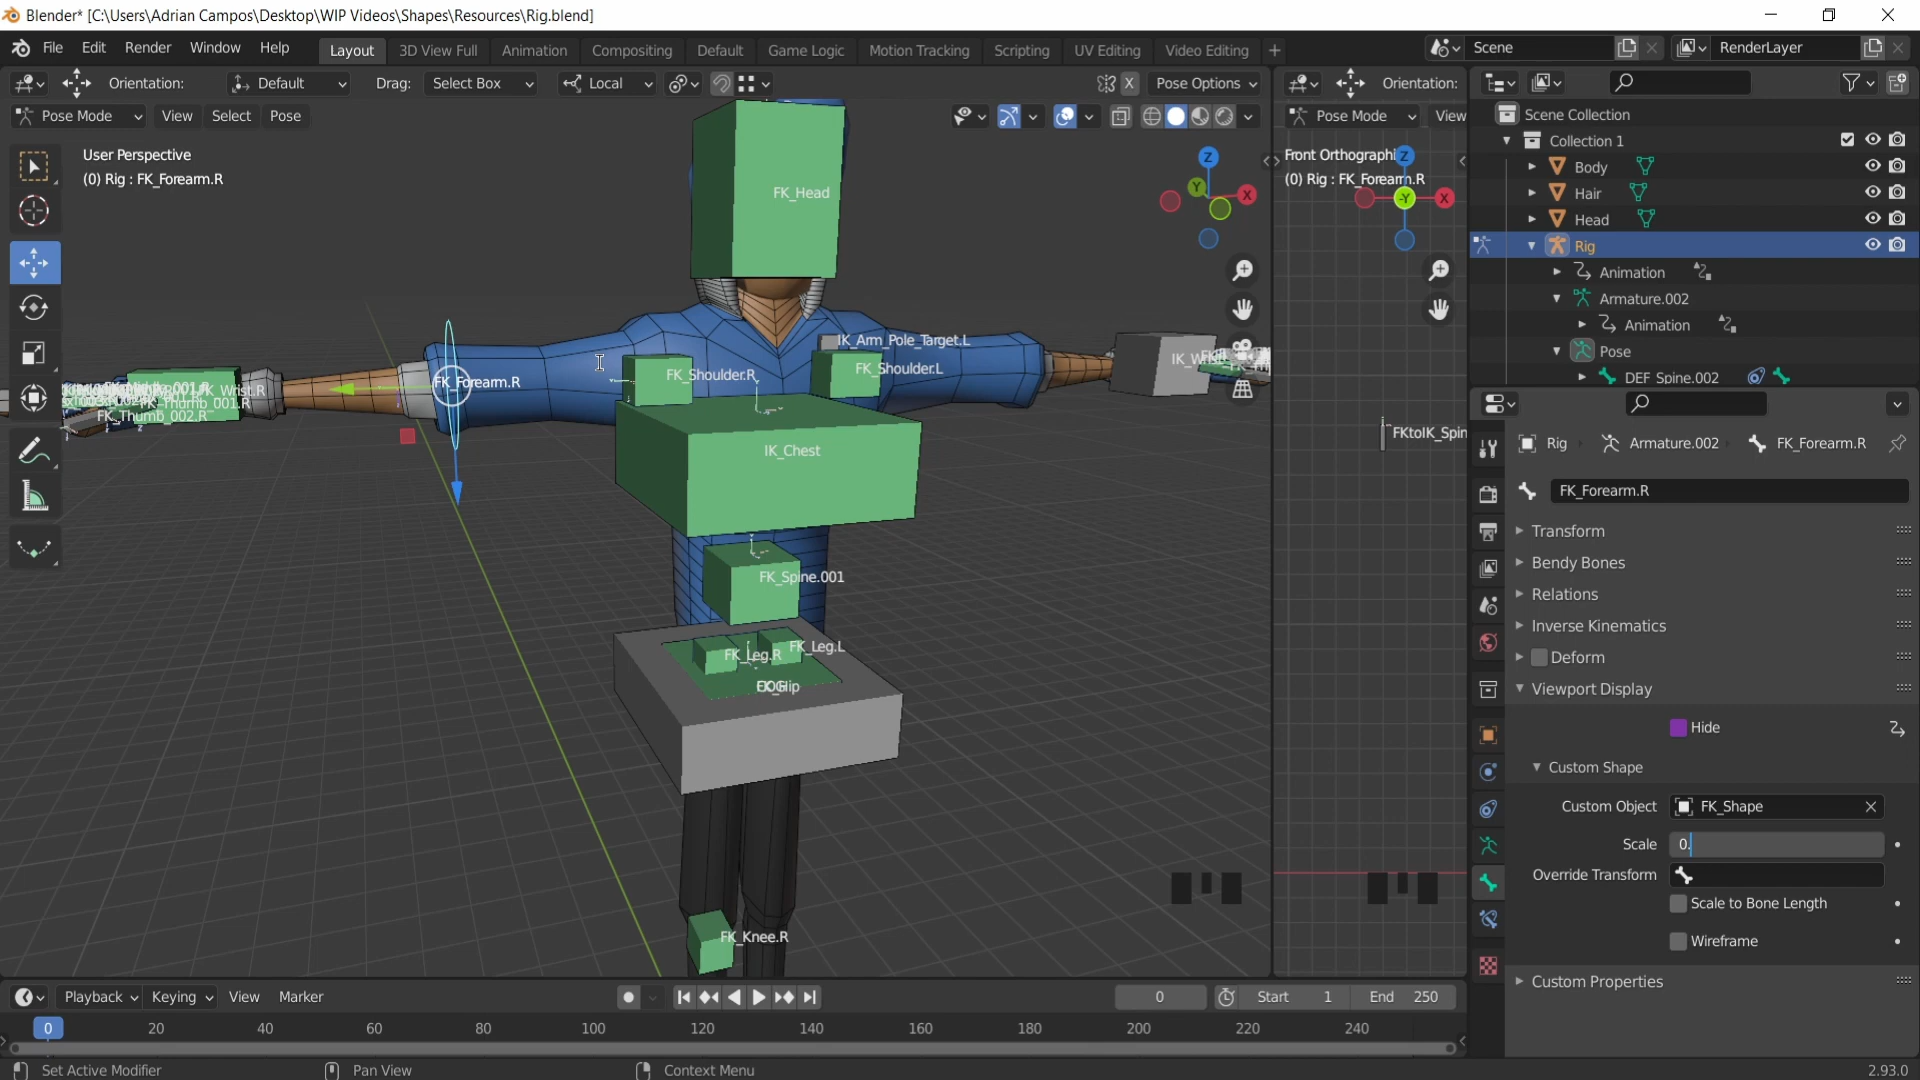 Blender* [C:\Users\Adrian Campos\Desktop\WIP Videos\Shapes\Resources\Rig.blend]
File Edit Render Window Help
Layout 3D View Full Animation Compositing Default Game Logic Motion Tracking Scripting UV Editing Video Editing +
Scene
RenderLayer
Orientation: Default Drag: Select Box Local X Pose Options
Orientation:
Pose Mode View Select Pose
Pose Mode View
User Perspective
(0) Rig : FK_Forearm.R
Front Orthographi
(0) Rig : FK_Forearm.R
Z
Y
X
Z
-Y
X
FK_Head
IK_Arm_Pole_Target.L
FK_Shoulder.R
FK_Shoulder.L
FK_Forearm.R
FK_Wrist.R
FK_Thumb_001.R
FK_Thumb_002.R
IK_Chest
FKtoIK_Spin
FK_Spine.001
FK_Leg.R
FK_Leg.L
FK_Knee.R
Scene Collection
Collection 1
Body
Hair
Head
Rig
Animation
Armature.002
Animation
Pose
DEF Spine.002
Rig Armature.002 FK_Forearm.R
FK_Forearm.R
Transform
Bendy Bones
Relations
Inverse Kinematics
Deform
Viewport Display
Hide
Custom Shape
Custom Object FK_Shape
Scale 0.
Override Transform
Scale to Bone Length
Wireframe
Custom Properties
Playback Keying View Marker
0 Start 1 End 250
0 20 40 60 80 100 120 140 160 180 200 220 240
Set Active Modifier Pan View Context Menu 2.93.0